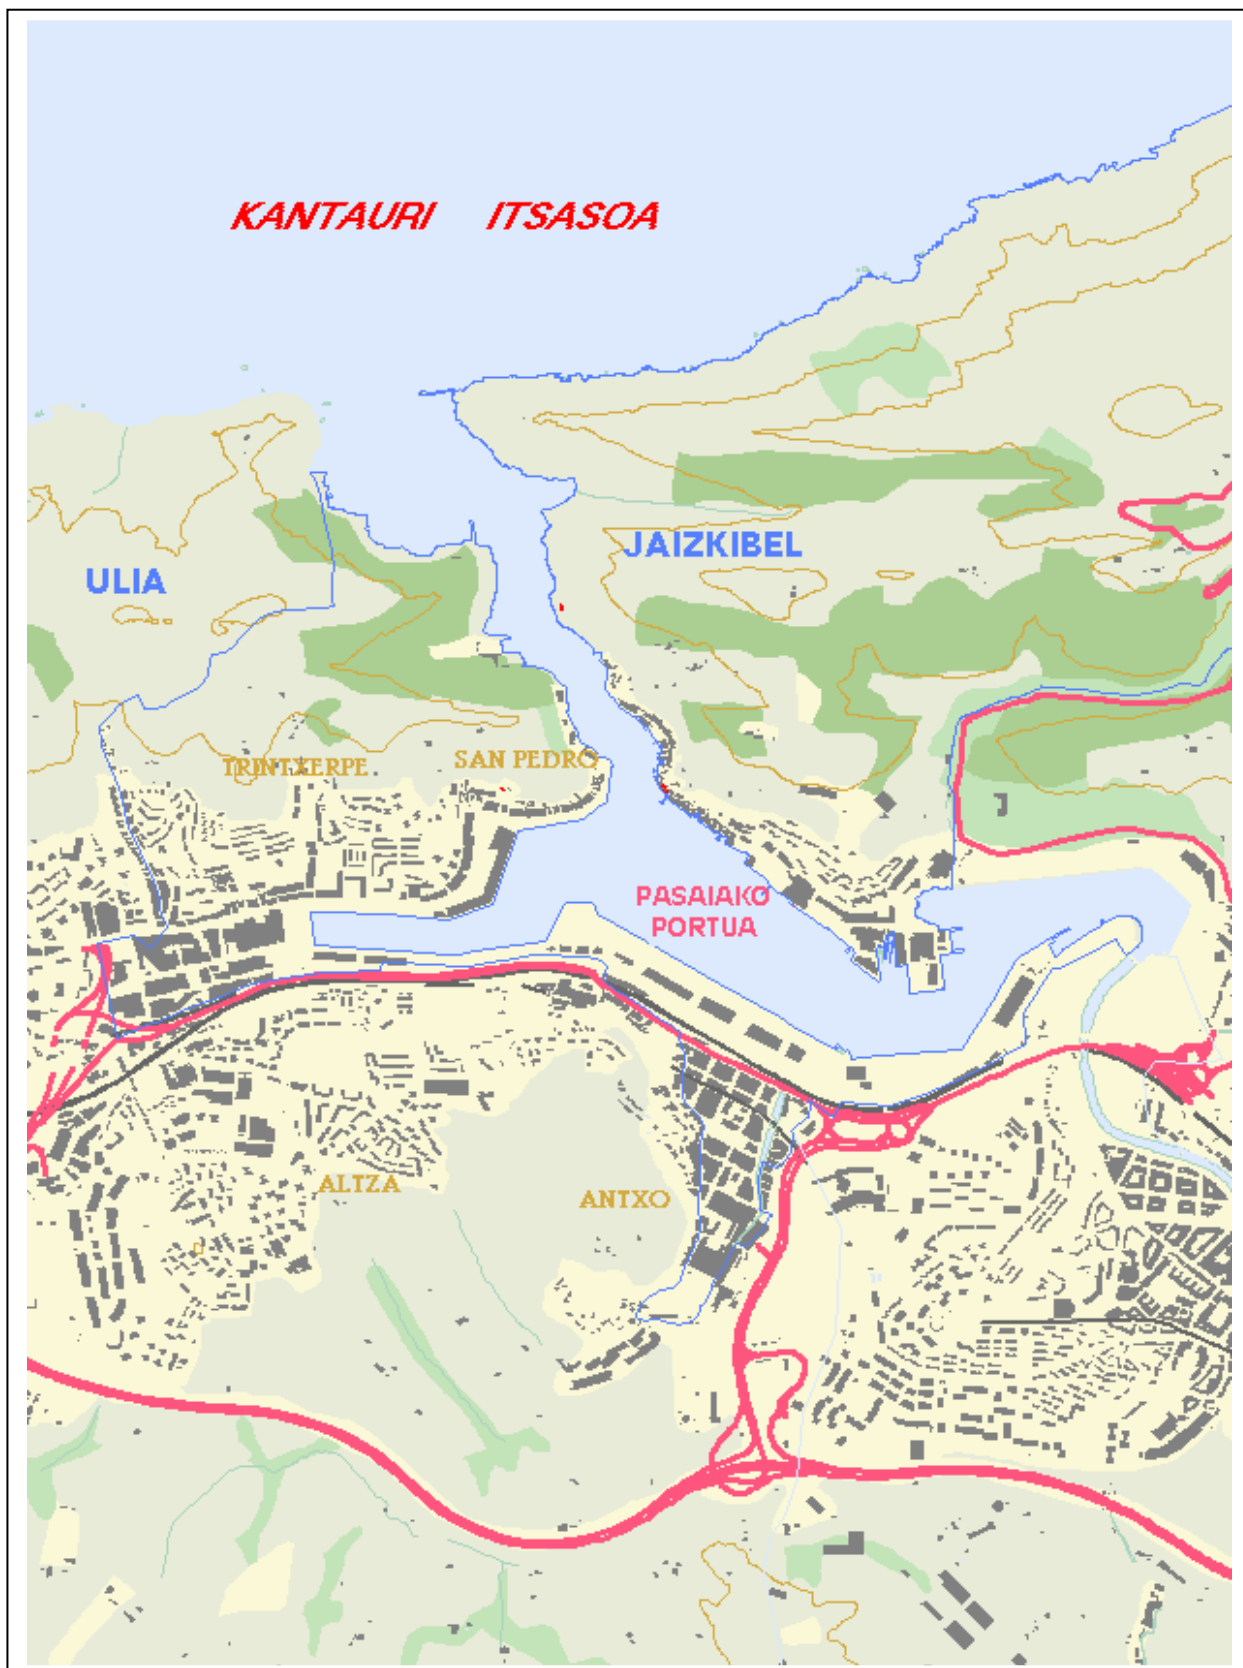 KANTAURI ITSASOA
JAIZKIBEL
ULIA
TRINTXERPE
SAN PEDRO
PASAIAKO
PORTUA
ALTZA
ANTXO